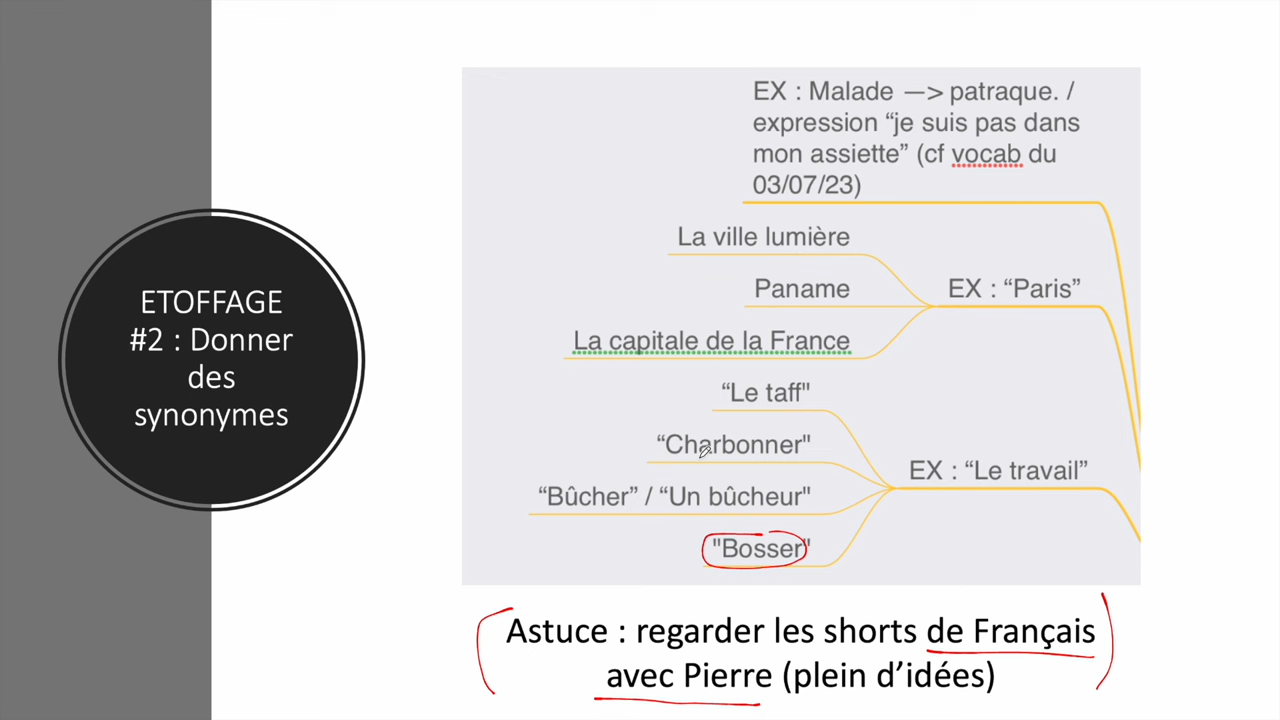 ETOFFAGE
#2 : Donner
des
synonymes
EX : Malade —> patraque. /
expression “je suis pas dans
mon assiette” (cf vocab du
03/07/23)
La ville lumière
Paname
La capitale de la France
EX : “Paris”
“Le taff"
“Charbonner"
“Bûcher” / “Un bûcheur"
"Bosser"
EX : “Le travail”
Astuce : regarder les shorts de Français
avec Pierre (plein d’idées)